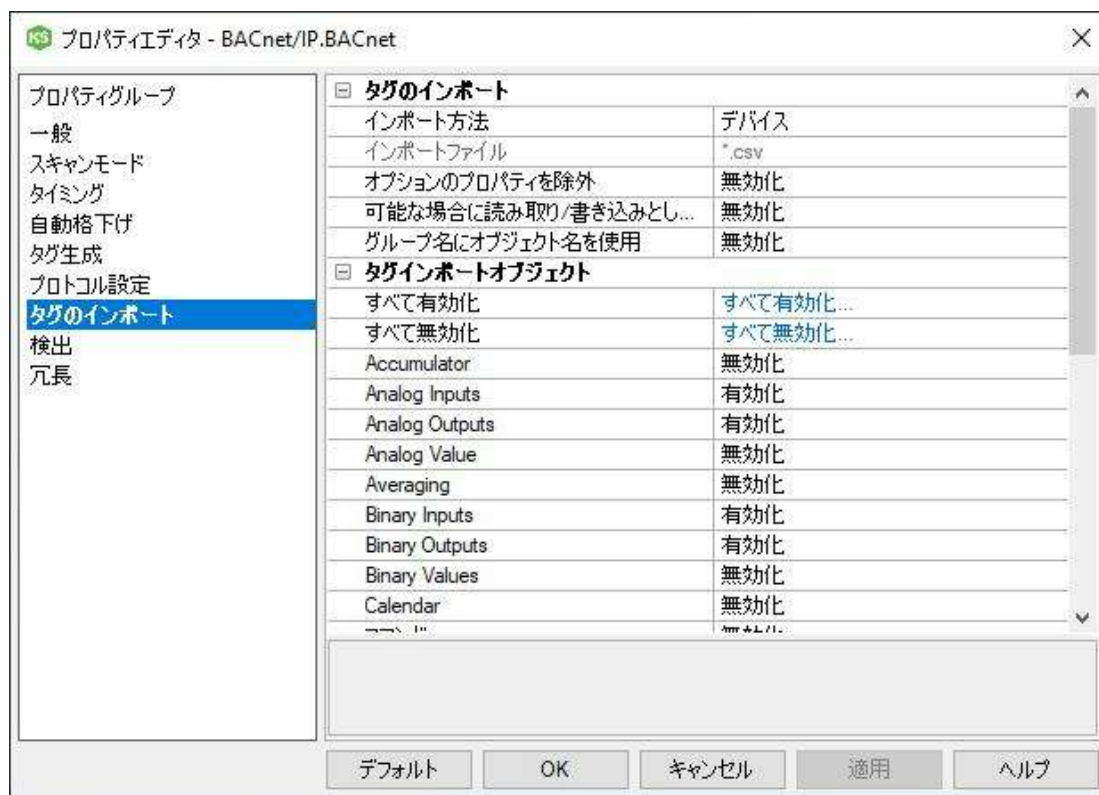 KS プロパティエディタ - BACnet/IP.BACnet
プロパティグループ
一般
スキャンモード
タイミング
自動格下げ
タグ生成
プロトコル設定
タグのインポート
検出
冗長
タグのインポート
インポート方法 デバイス
インポートファイル *.csv
オプションのプロパティを除外 無効化
可能な場合に読み取り/書き込みとし... 無効化
グループ名にオブジェクト名を使用 無効化
タグインポートオブジェクト
すべて有効化 すべて有効化...
すべて無効化 すべて無効化...
Accumulator 無効化
Analog Inputs 有効化
Analog Outputs 有効化
Analog Value 無効化
Averaging 無効化
Binary Inputs 有効化
Binary Outputs 有効化
Binary Values 無効化
Calendar 無効化
デフォルト OK キャンセル 適用 ヘルプ